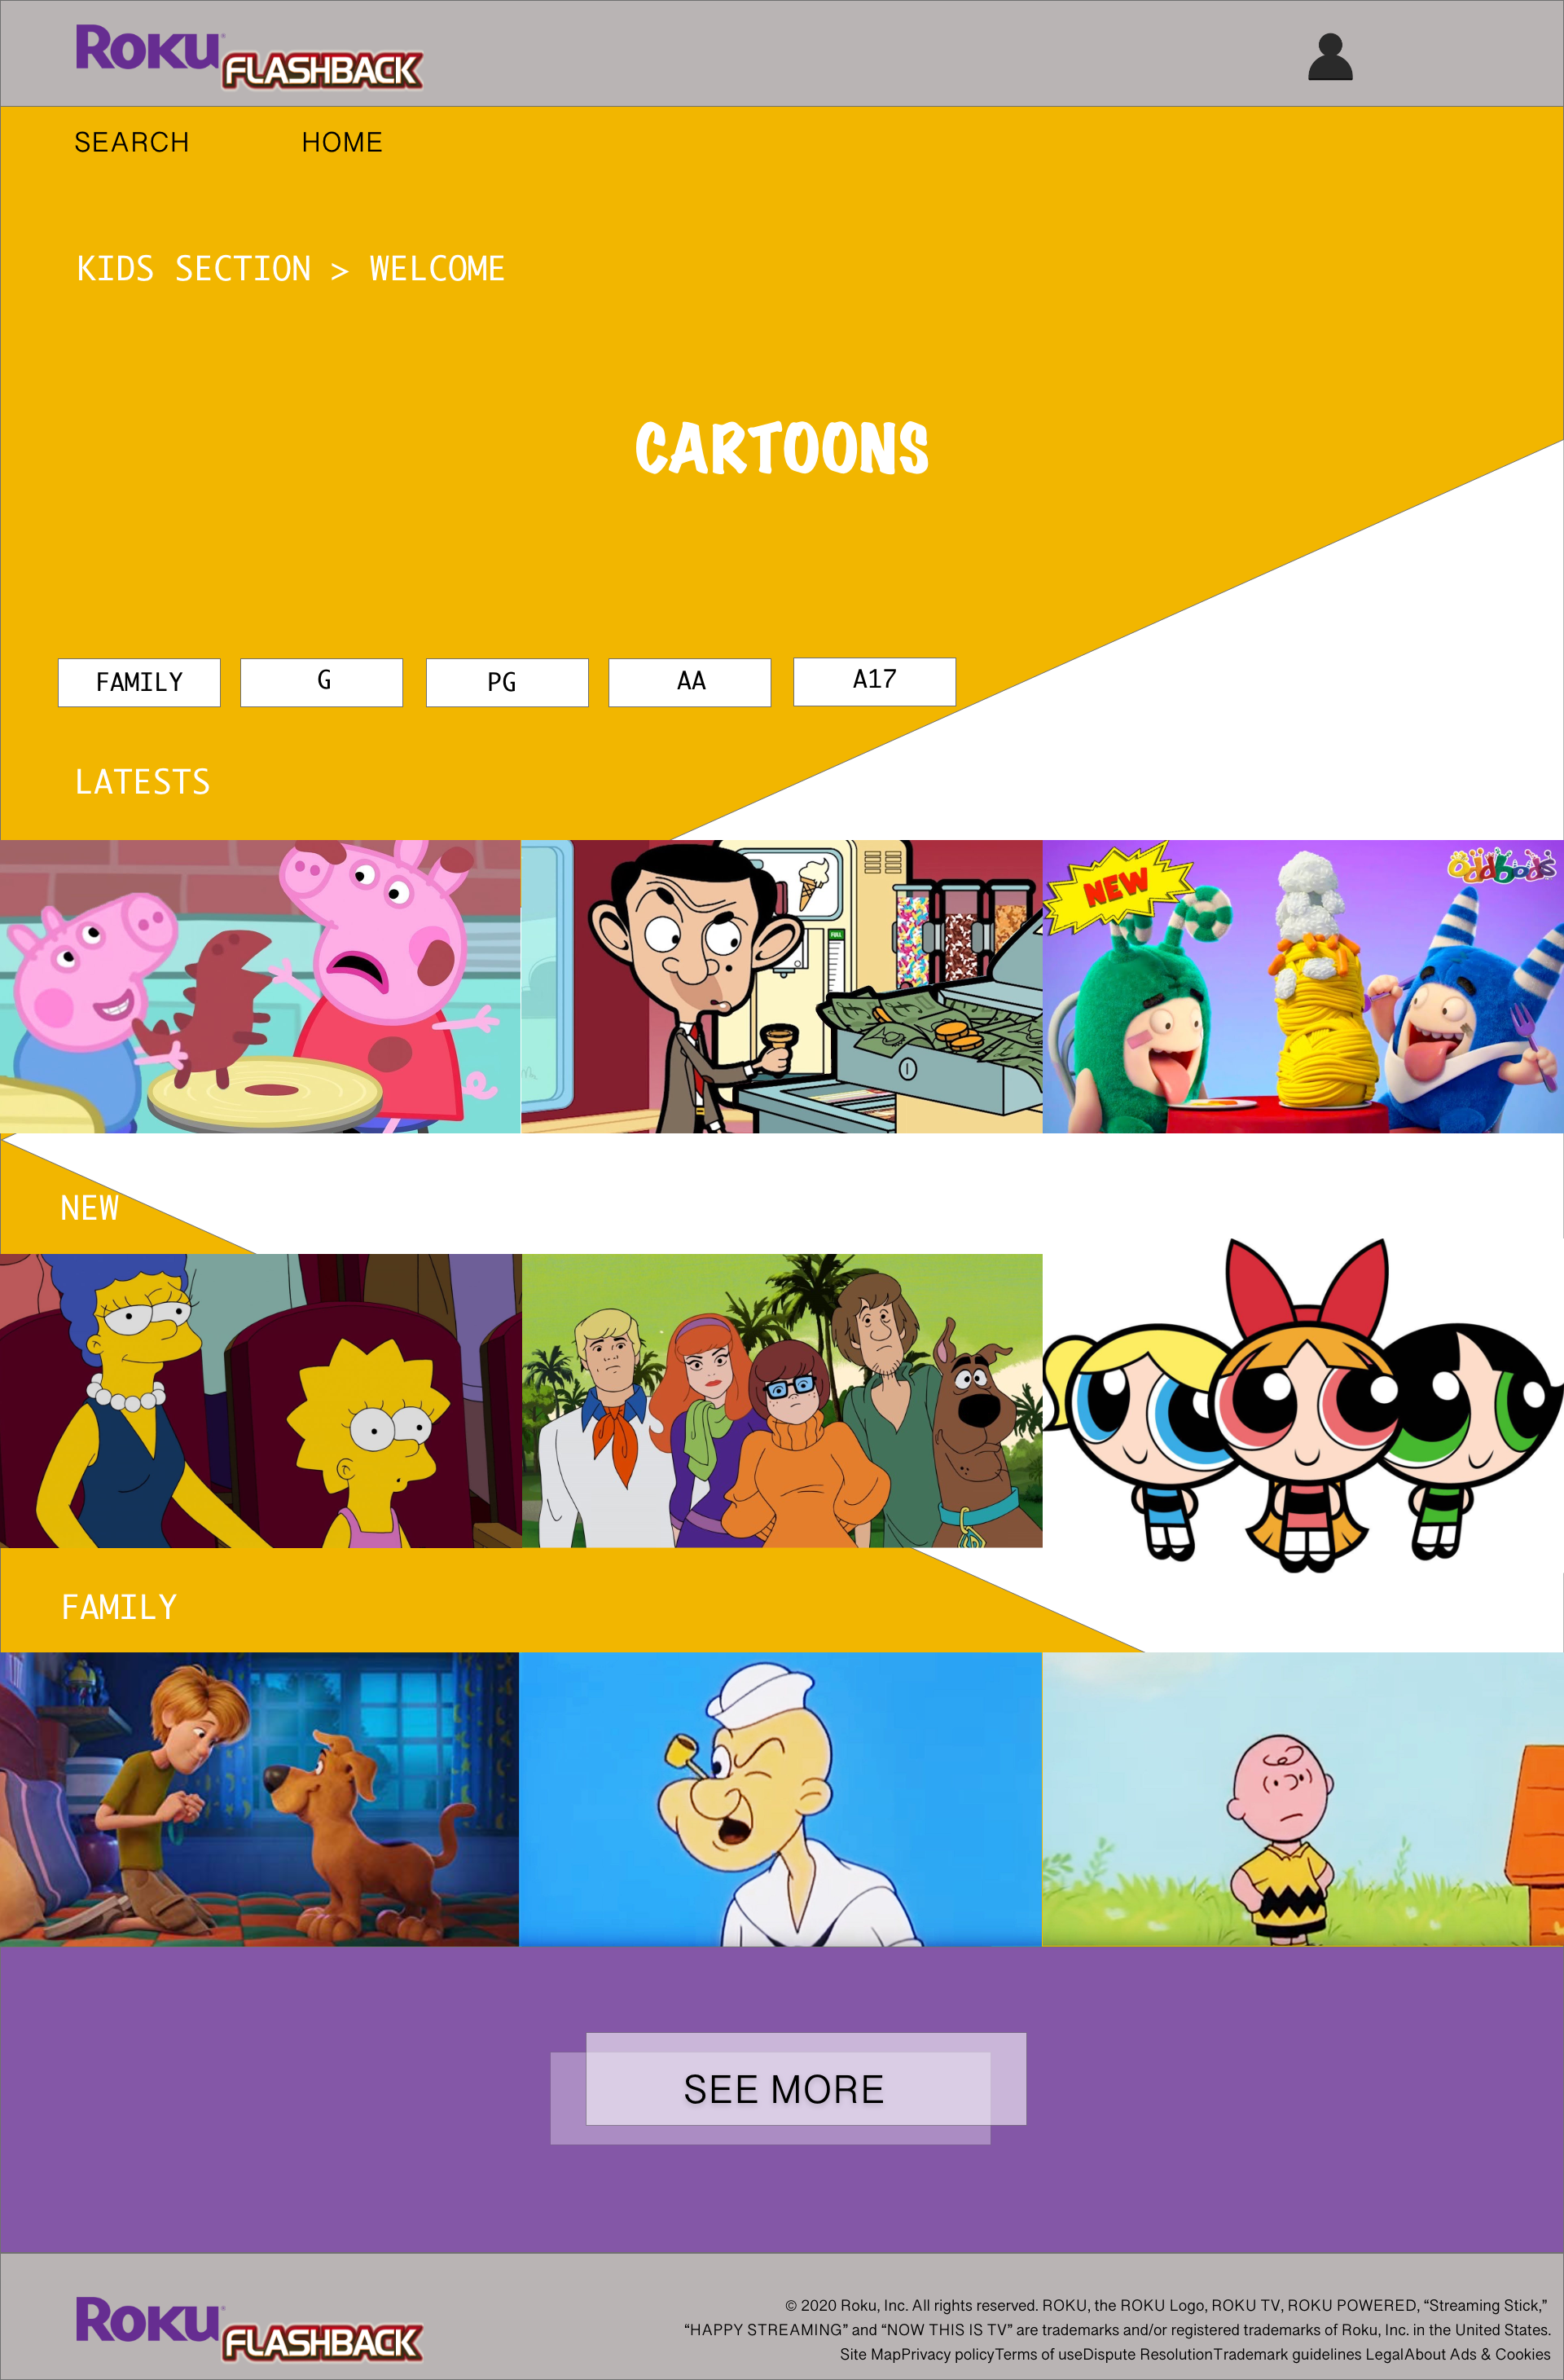 ROKU FLASHBACK
SEARCH HOME
KIDS SECTION > WELCOME
CARTOONS
FAMILY G PG AA A17
LATESTS
NEW
Oddbods
FULL
NEW
FAMILY
SEE MORE
© 2020 Roku, Inc. All rights reserved. ROKU, the ROKU Logo, ROKU TV, ROKU POWERED, “Streaming Stick,”
“HAPPY STREAMING” and “NOW THIS IS TV” are trademarks and/or registered trademarks of Roku, Inc. in the United States.
Site MapPrivacy policyTerms of useDispute ResolutionTrademark guidelines LegalAbout Ads & Cookies
ROKU FLASHBACK